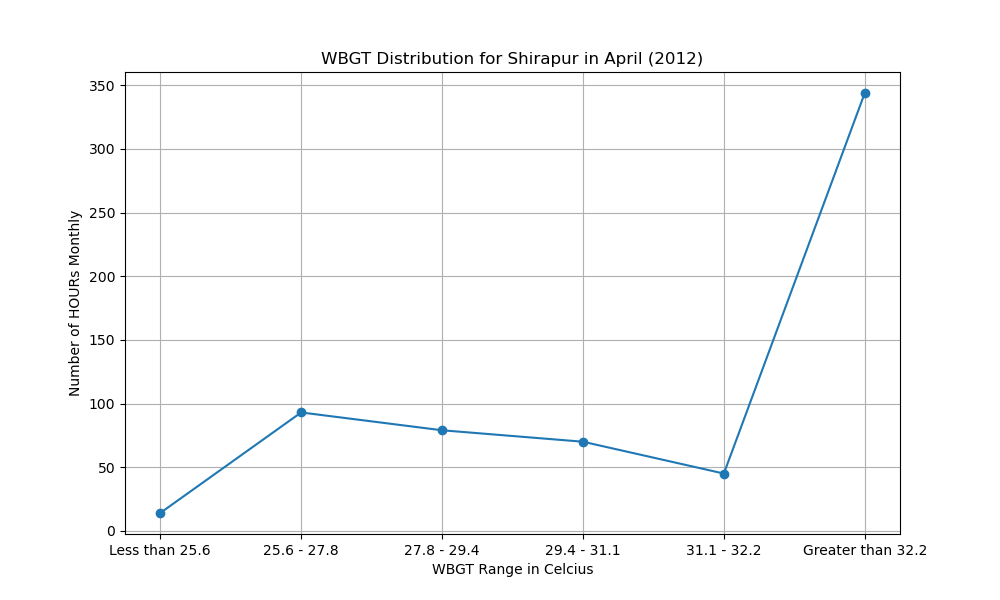 WBGT Distribution for Shirapur in April (2012)
Number of HOURs Monthly
350
300
250
200
150
100
50
0
Less than 25.6
25.6 - 27.8
27.8 - 29.4
29.4 - 31.1
31.1 - 32.2
Greater than 32.2
WBGT Range in Celcius